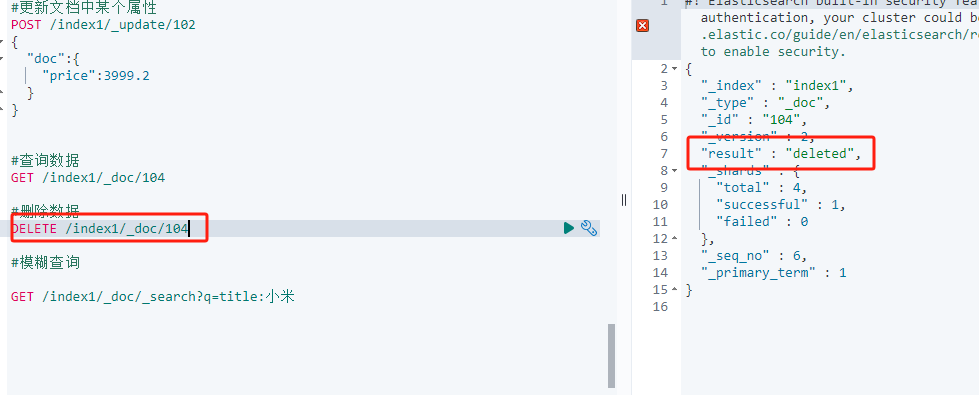 #更新文档中某个属性
POST /index1/_update/102
{
"doc":{
"price":3999.2
}
}
#查询数据
GET /index1/_doc/104
#删除数据
DELETE /index1/_doc/104
#模糊查询
GET /index1/_doc/_search?q=title:小米
1 #! Elasticsearch built-in security
authentication, your cluster could
.elastic.co/guide/en/elasticsearch/
to enable security.
2 {
3 "_index" : "index1",
4 "_type" : "_doc",
5 "_id" : "104",
6 "_version" : 2,
7 "result" : "deleted",
8 "_shards" : {
9 "total" : 4,
10 "successful" : 1,
11 "failed" : 0
12 },
13 "_seq_no" : 6,
14 "_primary_term" : 1
15 }
16